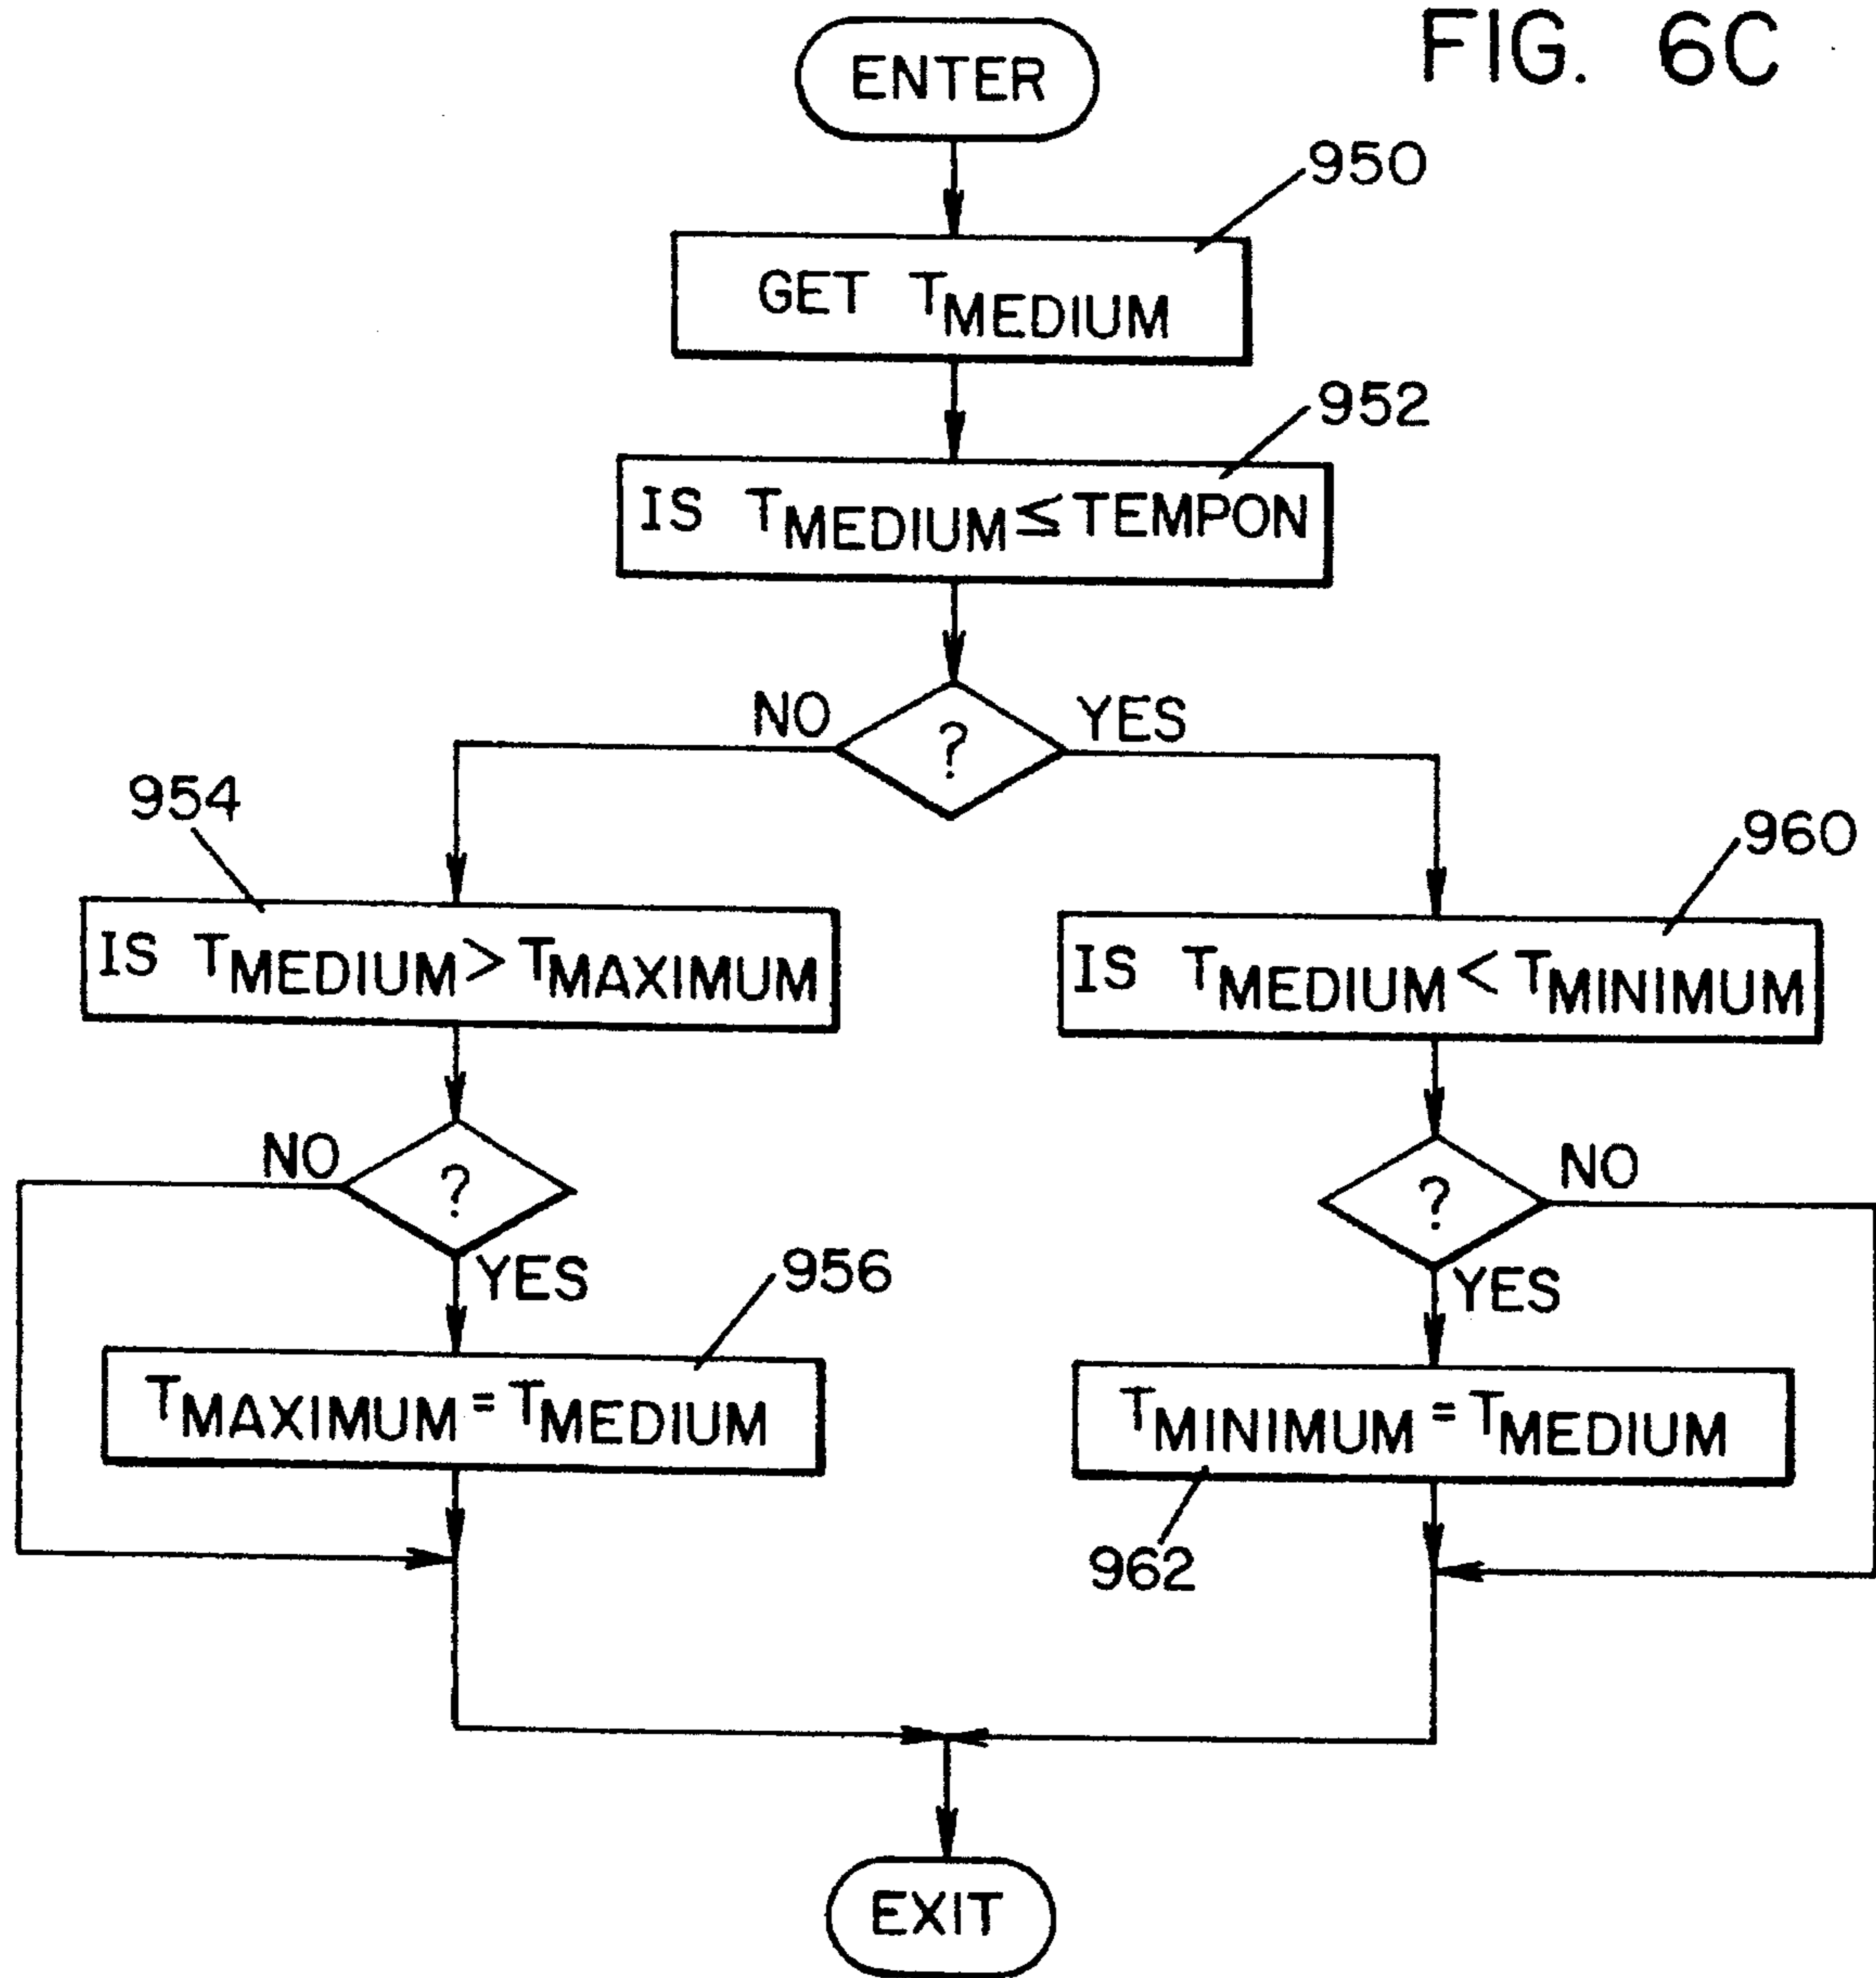 FIG. 6C
ENTER
950
GET TMEDIUM
952
IS TMEDIUM≤TEMPON
NO
YES
?
954
960
IS TMEDIUM> TMAXIMUM
IS TMEDIUM< TMINIMUM
NO
?
YES
?
NO
YES
956
TMAXIMUM=TMEDIUM
TMINIMUM=TMEDIUM
962
EXIT